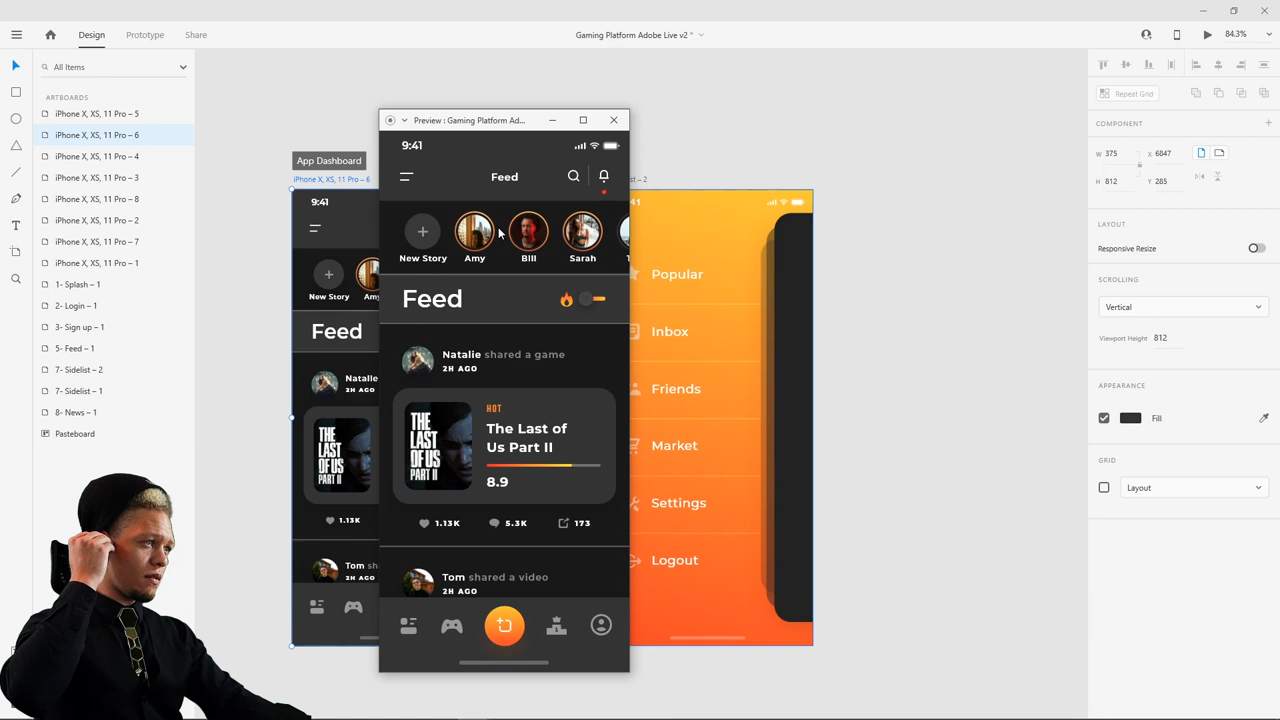 Design
Prototype
Share
Gaming Platform Adobe Live v2 *
84.3%
All Items
ARTBOARDS
iPhone X, XS, 11 Pro – 5
iPhone X, XS, 11 Pro – 6
iPhone X, XS, 11 Pro – 4
iPhone X, XS, 11 Pro – 3
iPhone X, XS, 11 Pro – 8
iPhone X, XS, 11 Pro – 2
iPhone X, XS, 11 Pro – 7
iPhone X, XS, 11 Pro – 1
1- Splash – 1
2- Login – 1
3- Sign up – 1
5- Feed – 1
7- Sidelist – 2
7- Sidelist – 1
8- News – 1
Pasteboard
App Dashboard
iPhone X, XS, 11 Pro – 6
9:41
New Story
Amy
Feed
Natalie
2H AGO
THE LAST OF US PART II
1.13K
Tom sh
2H AGO
Preview : Gaming Platform Ad...
9:41
Feed
New Story
Amy
Bill
Sarah
Feed
Natalie shared a game
2H AGO
THE LAST OF US PART II
HOT
The Last of
Us Part II
8.9
1.13K
5.3K
173
Tom shared a video
2H AGO
st – 2
41
Popular
Inbox
Friends
Market
Settings
Logout
Repeat Grid
COMPONENT
W 375
X 6847
H 812
Y 285
LAYOUT
Responsive Resize
SCROLLING
Vertical
Viewport Height 812
APPEARANCE
Fill
GRID
Layout